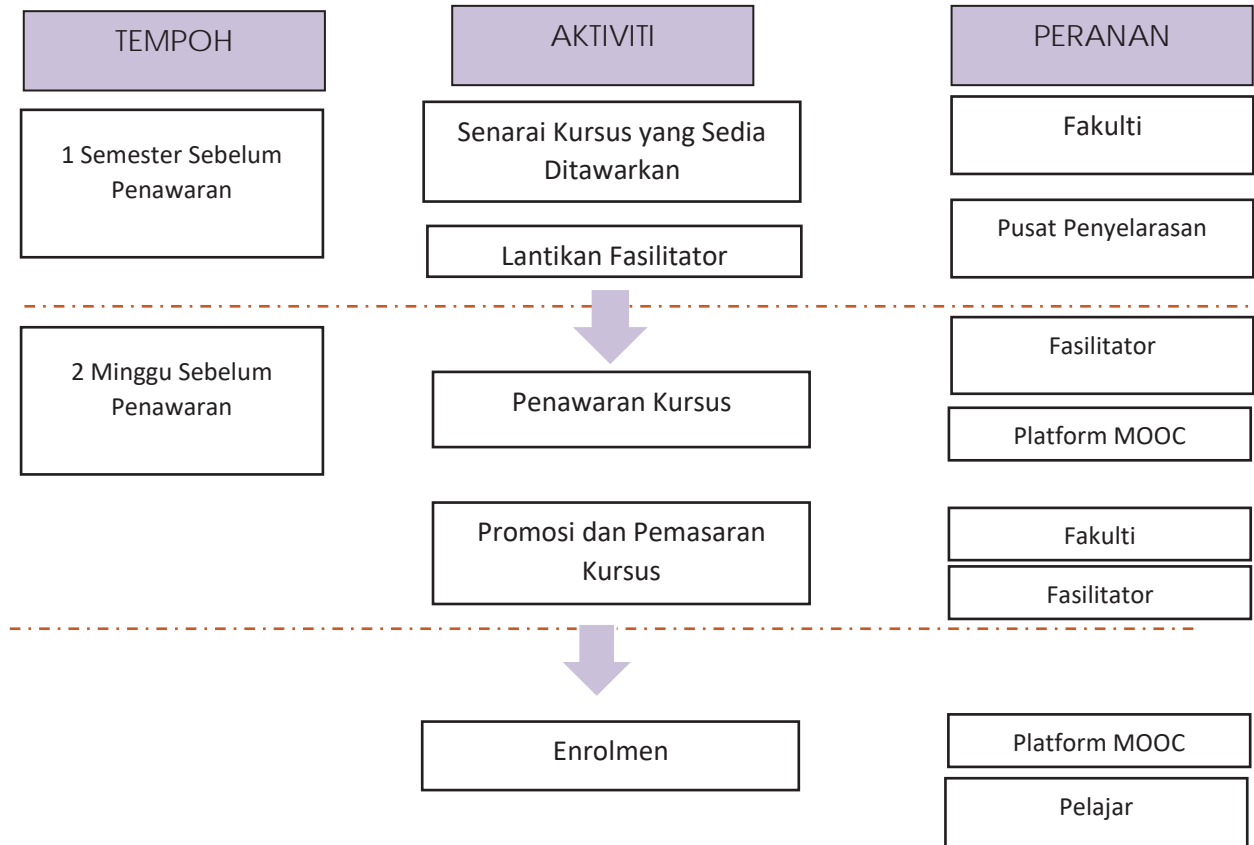 TEMPOH
AKTIVITI
PERANAN
1 Semester Sebelum
Penawaran
Senarai Kursus yang Sedia
Ditawarkan
Lantikan Fasilitator
Fakulti
Pusat Penyelarasan
2 Minggu Sebelum
Penawaran
Penawaran Kursus
Fasilitator
Platform MOOC
Promosi dan Pemasaran
Kursus
Fakulti
Fasilitator
Enrolmen
Platform MOOC
Pelajar